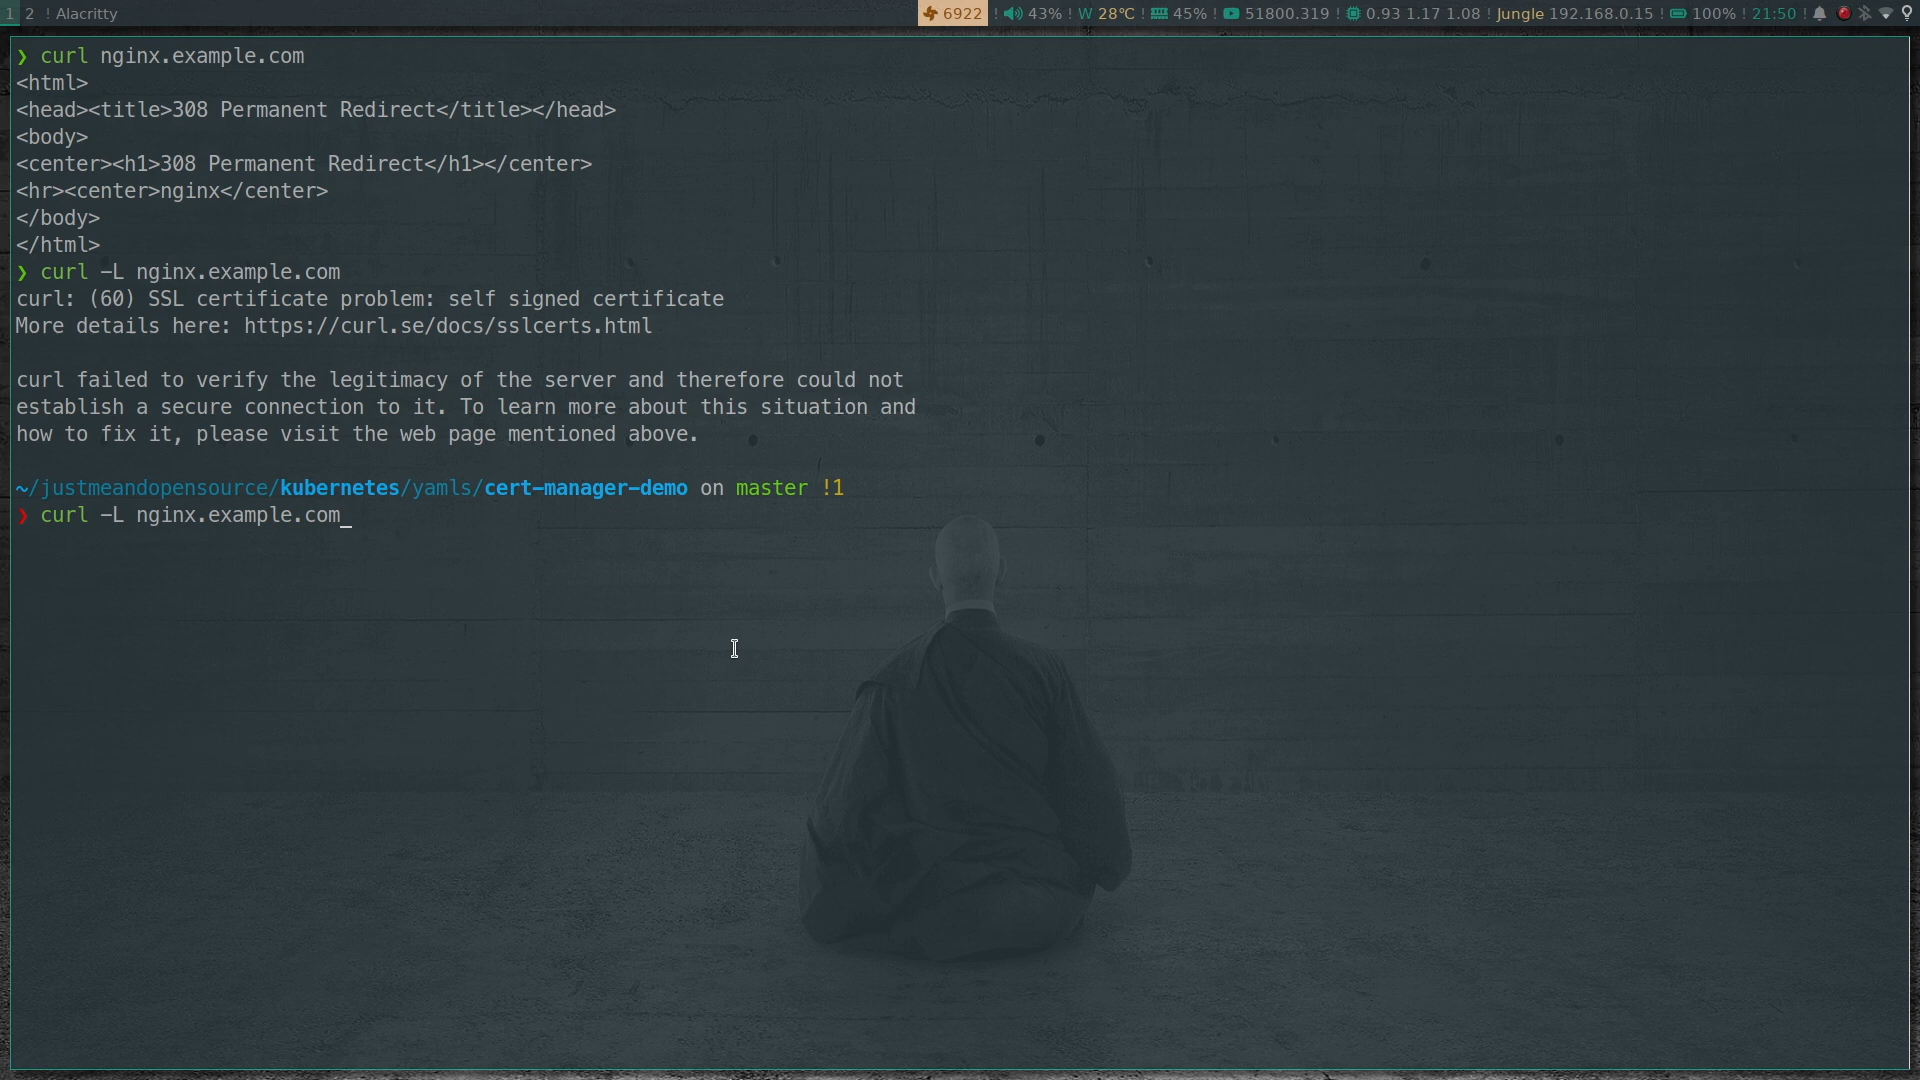 1 2 ! Alacritty 6922 ! 43% ! W 28°C ! 45% ! 51800.319 ! 0.93 1.17 1.08 ! Jungle 192.168.0.15 ! 100% ! 21:50 !
❯ curl nginx.example.com
<html>
<head><title>308 Permanent Redirect</title></head>
<body>
<center><h1>308 Permanent Redirect</h1></center>
<hr><center>nginx</center>
</body>
</html>
❯ curl -L nginx.example.com
curl: (60) SSL certificate problem: self signed certificate
More details here: https://curl.se/docs/sslcerts.html
curl failed to verify the legitimacy of the server and therefore could not
establish a secure connection to it. To learn more about this situation and
how to fix it, please visit the web page mentioned above.
~/justmeandopensource/kubernetes/yamls/cert-manager-demo on master !1
❯ curl -L nginx.example.com_